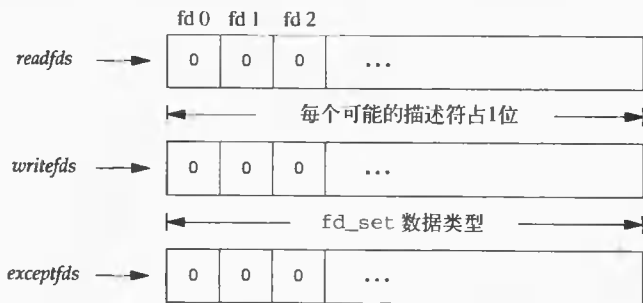 fd 0 fd 1 fd 2
readfds 0 0 0 ...
每个可能的描述符占1位
writefds 0 0 0 ...
fd_set 数据类型
exceptfds 0 0 0 ...